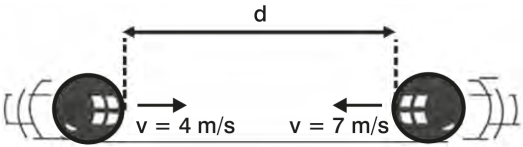 d
v = 4 m/s v = 7 m/s